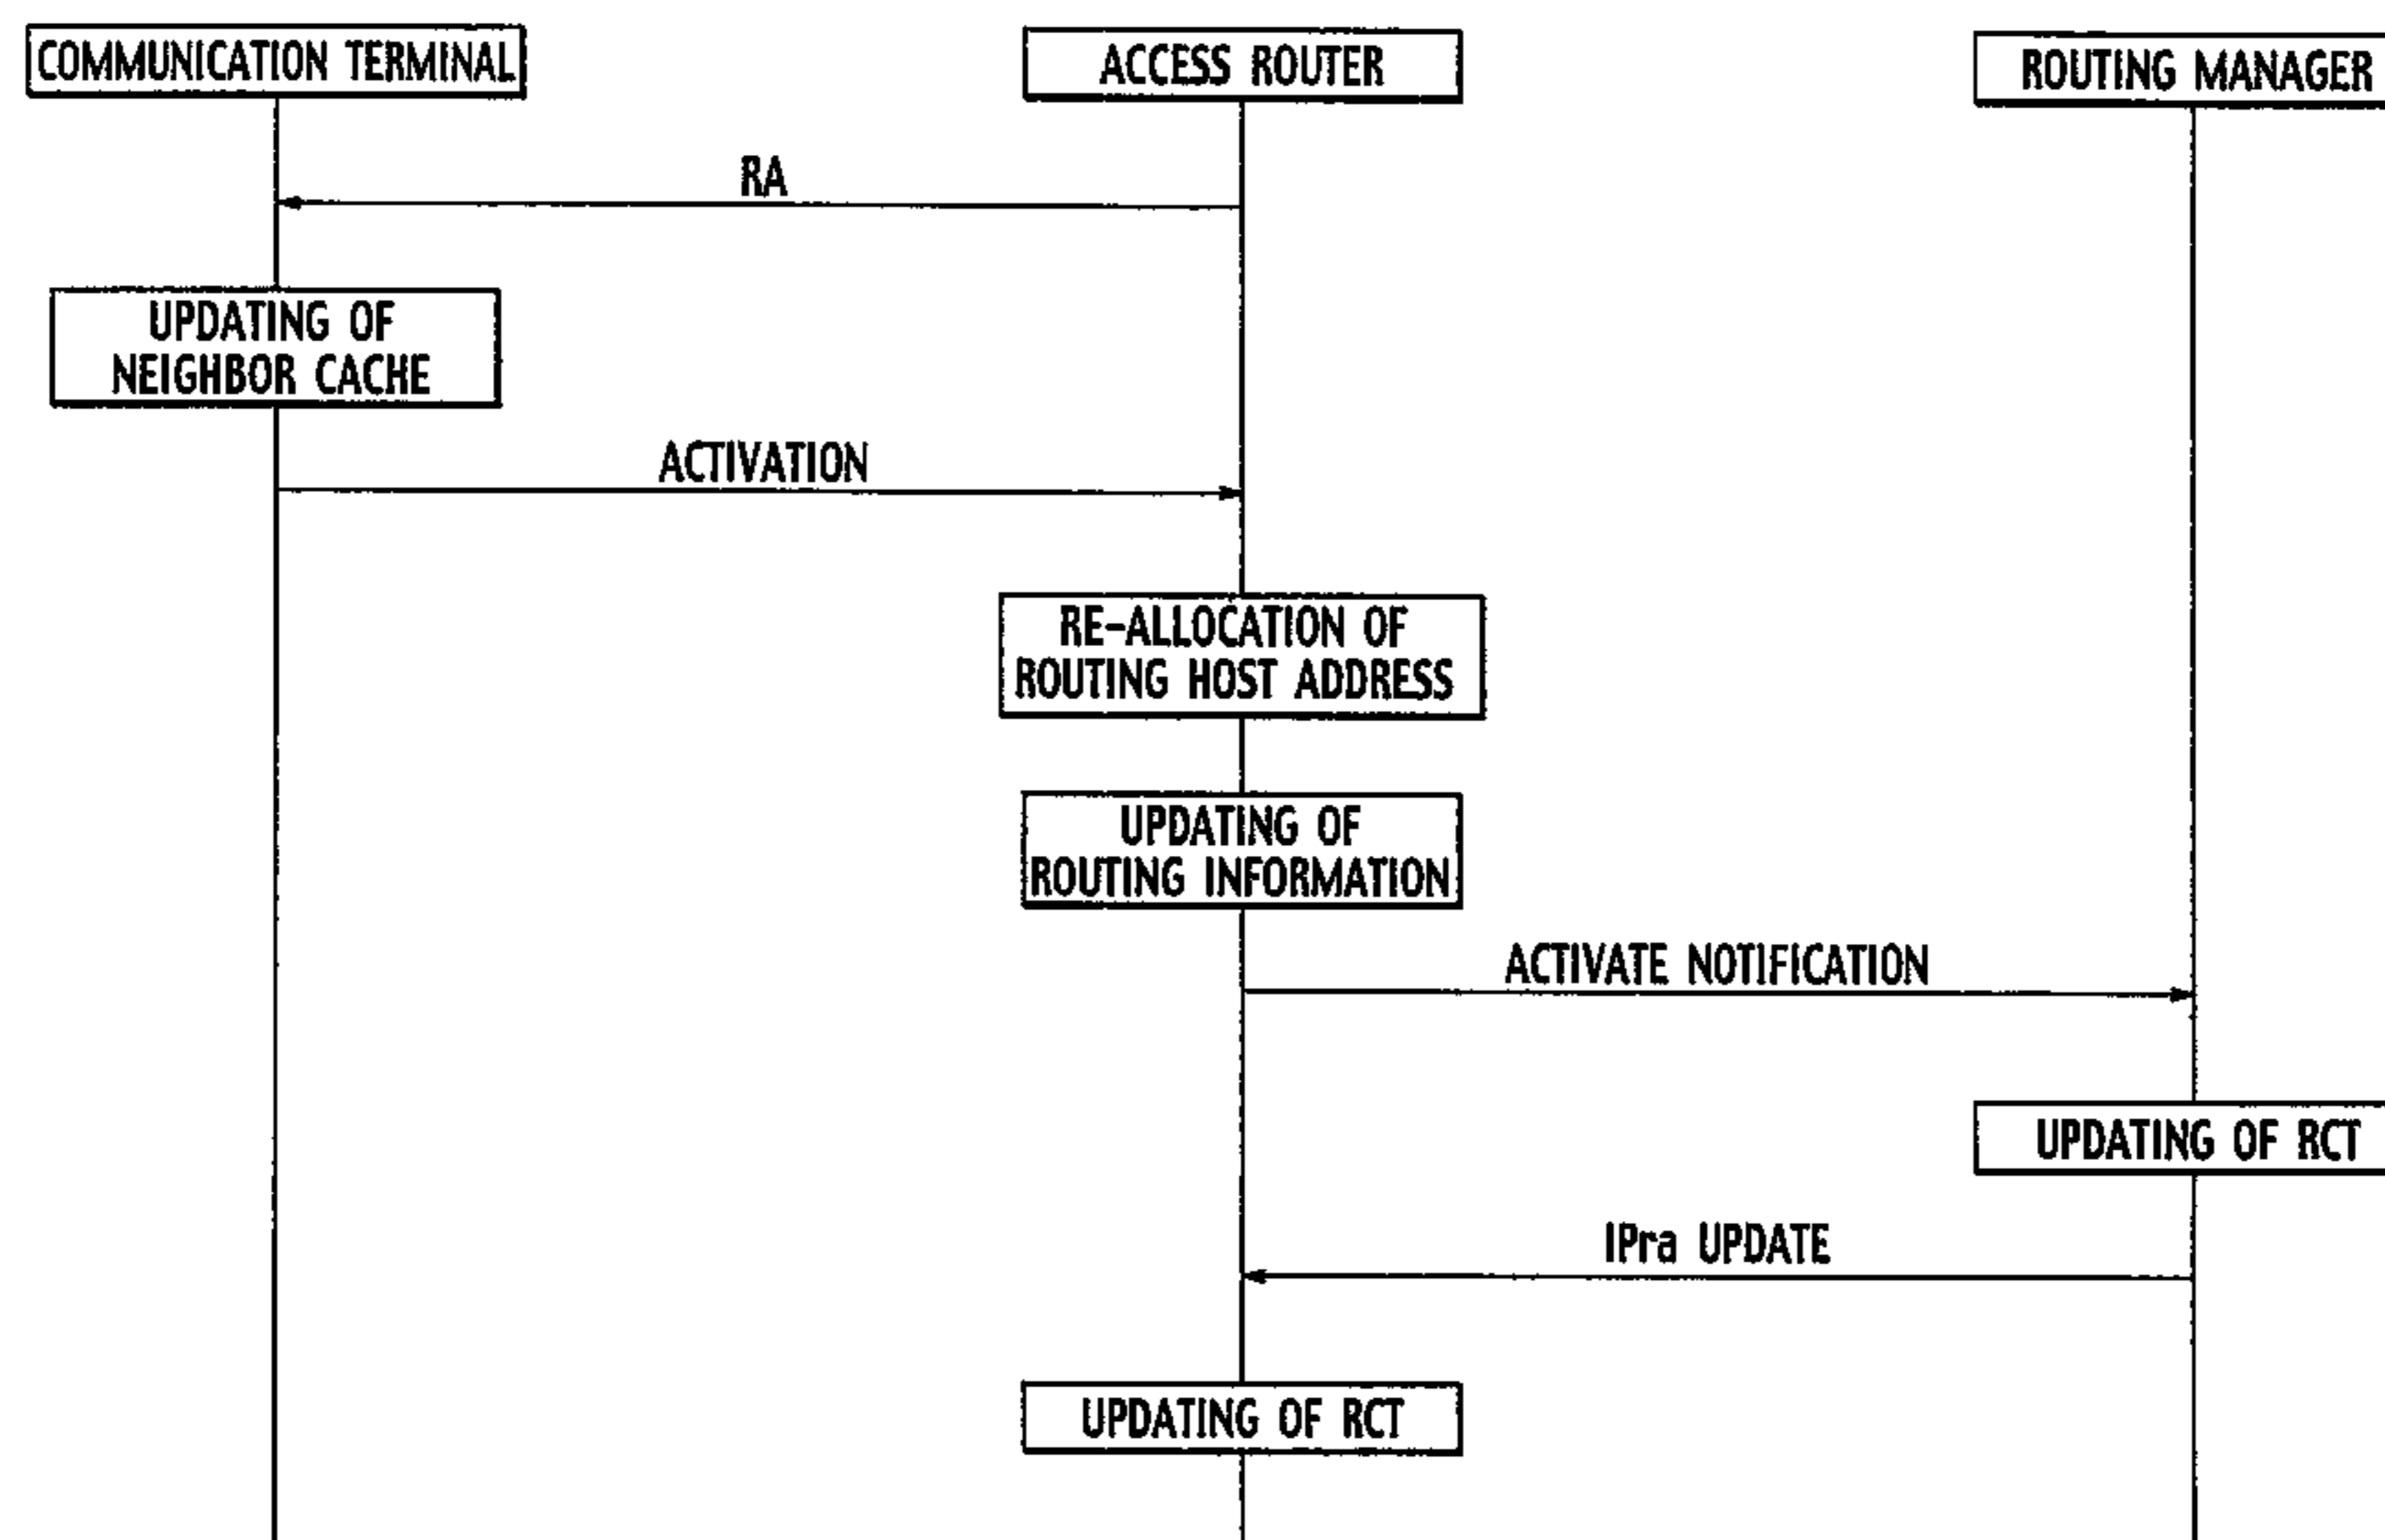 COMMUNICATION TERMINAL
ACCESS ROUTER
ROUTING MANAGER
RA
UPDATING OF
NEIGHBOR CACHE
ACTIVATION
RE-ALLOCATION OF
ROUTING HOST ADDRESS
UPDATING OF
ROUTING INFORMATION
ACTIVATE NOTIFICATION
UPDATING OF RCT
IPra UPDATE
UPDATING OF RCT